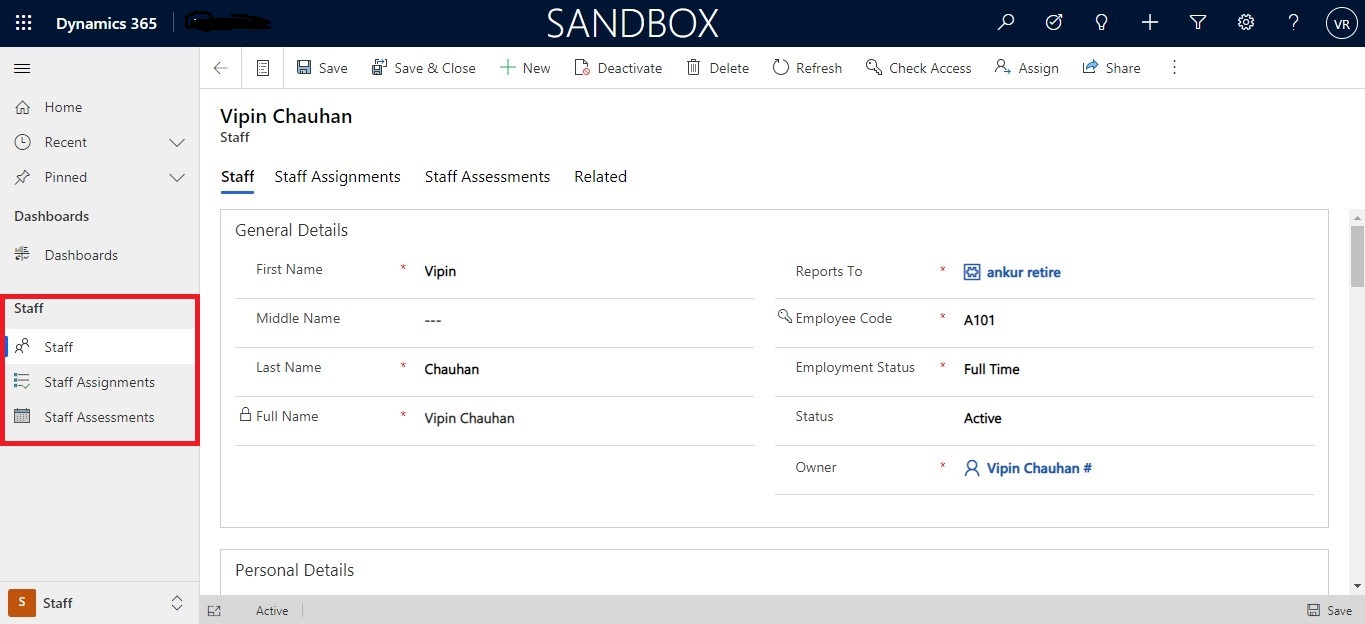 Dynamics 365
SANDBOX
VR
Save
Save & Close
New
Deactivate
Delete
Refresh
Check Access
Assign
Share
Home
Recent
Pinned
Dashboards
Dashboards
Staff
Staff
Staff Assignments
Staff Assessments
S Staff
Vipin Chauhan
Staff
Staff Staff Assignments Staff Assessments Related
General Details
First Name * Vipin
Middle Name ---
Last Name * Chauhan
Full Name * Vipin Chauhan
Reports To * ankur retire
Employee Code * A101
Employment Status * Full Time
Status Active
Owner * Vipin Chauhan #
Personal Details
Active
Save